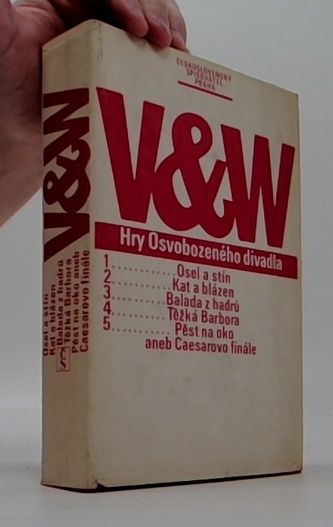 ČESKOSLOVENSKÝ
SPISOVATEL
PRAHA
V&W
Hry Osvobozeného divadla
1............Osel a stín
2...........Kat a blázen
3..........Balada z hadrů
4..........Těžká Barbora
5...........Pěst na oko
aneb Caesarovo finále
V&W
Osel a stín
Kat a blázen
Balada z hadrů
Těžká Barbora
Pěst na oko aneb
Caesarovo finále